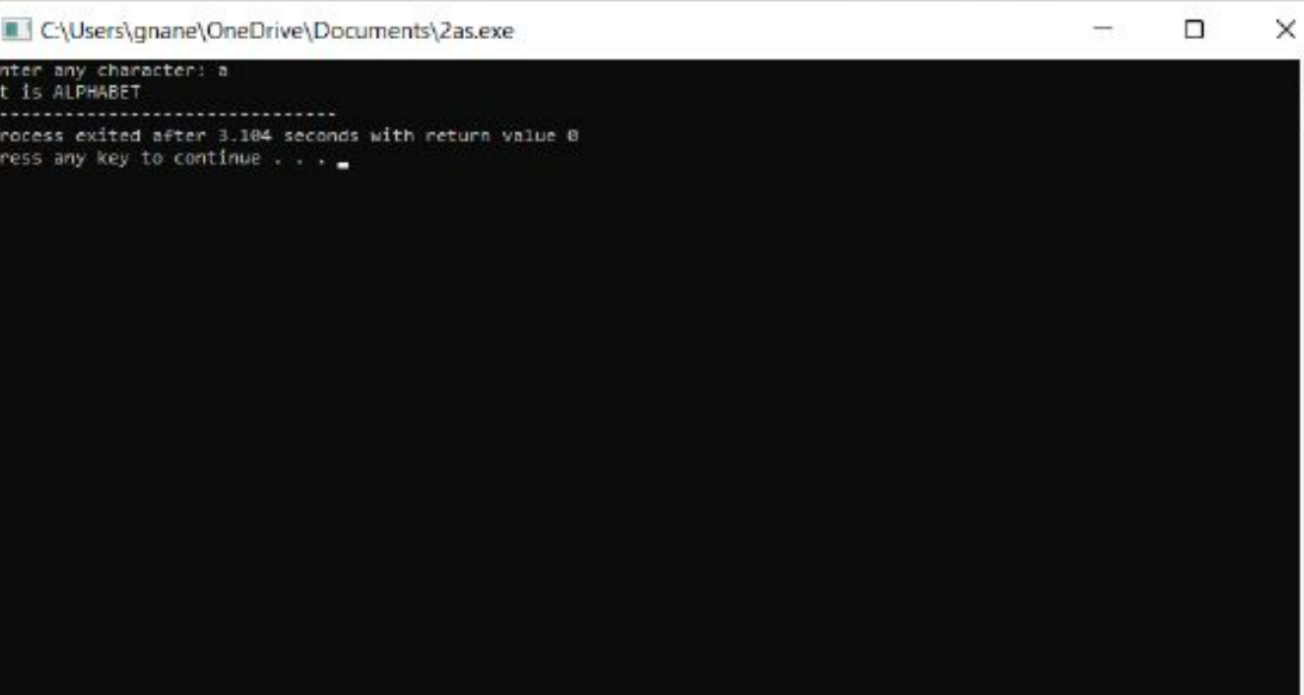 C:\Users\gnane\OneDrive\Documents\2as.exe
nter any character: a
t is ALPHABET
--------------------------------
rocess exited after 3.104 seconds with return value 0
ress any key to continue . . .